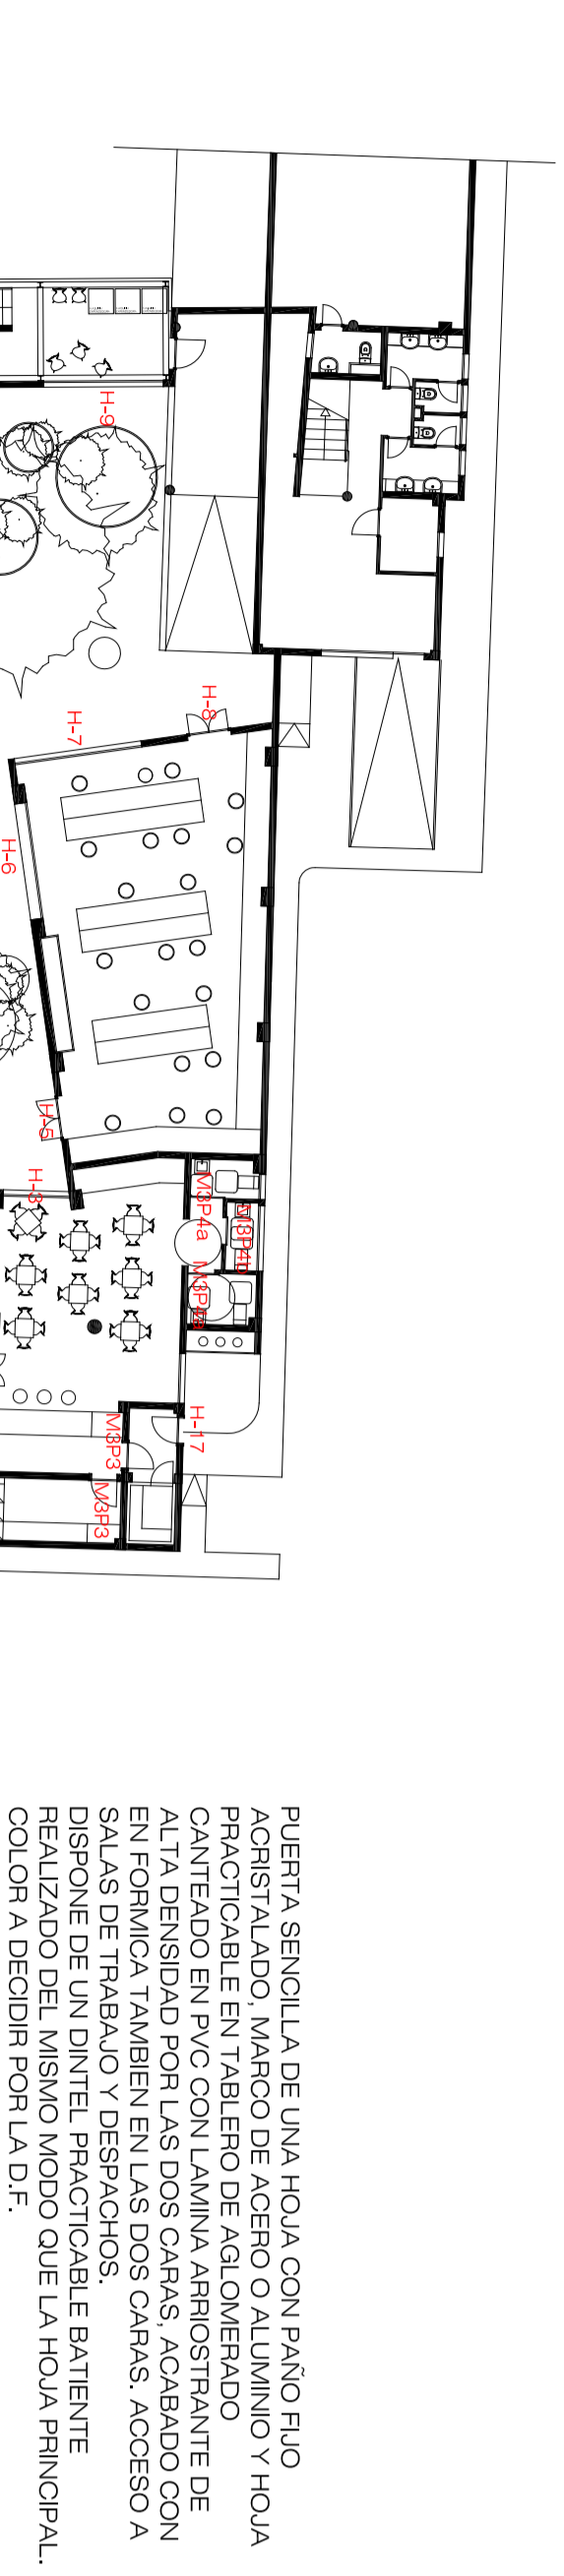 H-9
H-8
H-7
H-6
H-5
H-3
M3P4a
M3P4b
H-17
M3P3
M3P3
PUERTA SENCILLA DE UNA HOJA CON PAÑO FIJO
ACRISTALADO, MARCO DE ACERO O ALUMINIO Y HOJA
PRACTICABLE EN TABLERO DE AGLOMERADO
CANTEADO EN PVC CON LAMINA ARRIOSTRANTE DE
ALTA DENSIDAD POR LAS DOS CARAS, ACABADO CON
EN FORMICA TAMBIEN EN LAS DOS CARAS. ACCESO A
SALAS DE TRABAJO Y DESPACHOS.
DISPONE DE UN DINTEL PRACTICABLE BATIENTE
REALIZADO DEL MISMO MODO QUE LA HOJA PRINCIPAL.
COLOR A DECIDIR POR LA D.F.